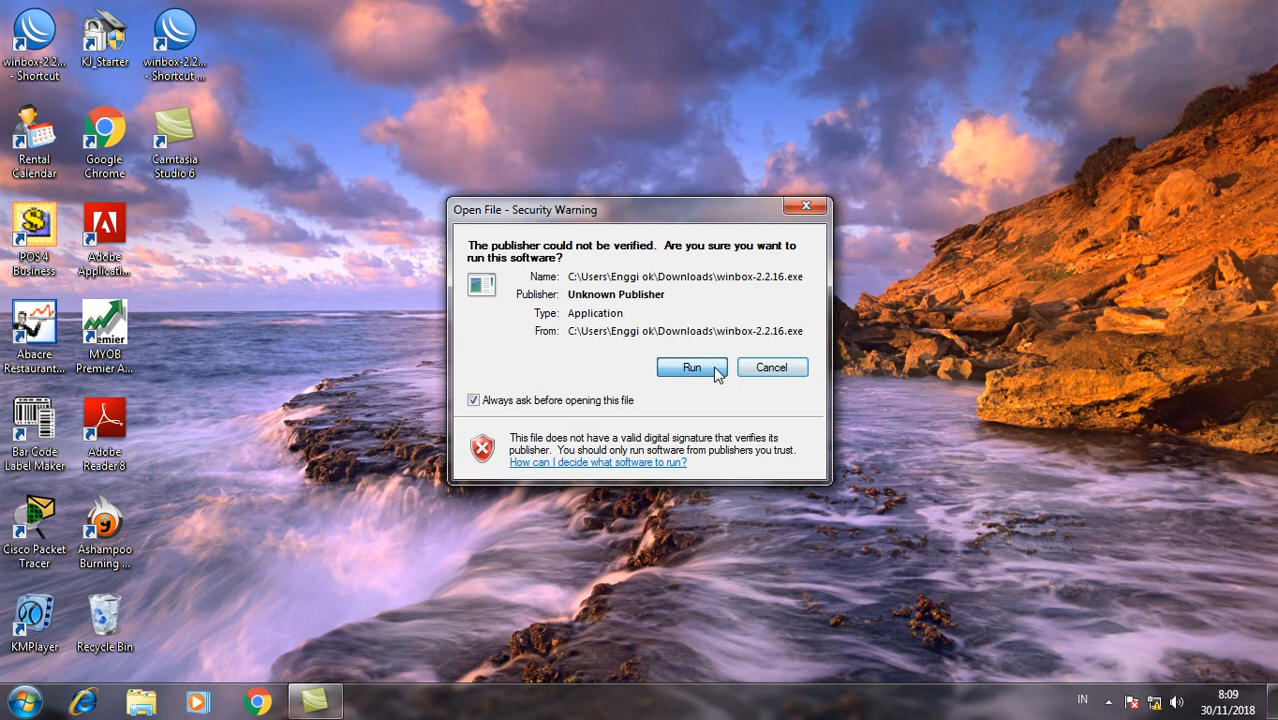 winbox-2.2...
- Shortcut
KJ_Starter
winbox-2.2...
- Shortcut ...
Rental
Calendar
Google
Chrome
Camtasia
Studio 6
POS4
Business
Adobe
Applicati...
Abacre
Restaurant...
Premier
MYOB
Premier A...
Bar Code
Label Maker
Adobe
Reader 8
Cisco Packet
Tracer
Ashampoo
Burning ...
KMPlayer
Recycle Bin
Open File - Security Warning
The publisher could not be verified. Are you sure you want to
run this software?
Name: C:\Users\Enggi ok\Downloads\winbox-2.2.16.exe
Publisher: Unknown Publisher
Type: Application
From: C:\Users\Enggi ok\Downloads\winbox-2.2.16.exe
Run Cancel
Always ask before opening this file
This file does not have a valid digital signature that verifies its
publisher. You should only run software from publishers you trust.
How can I decide what software to run?
IN
8:09
30/11/2018